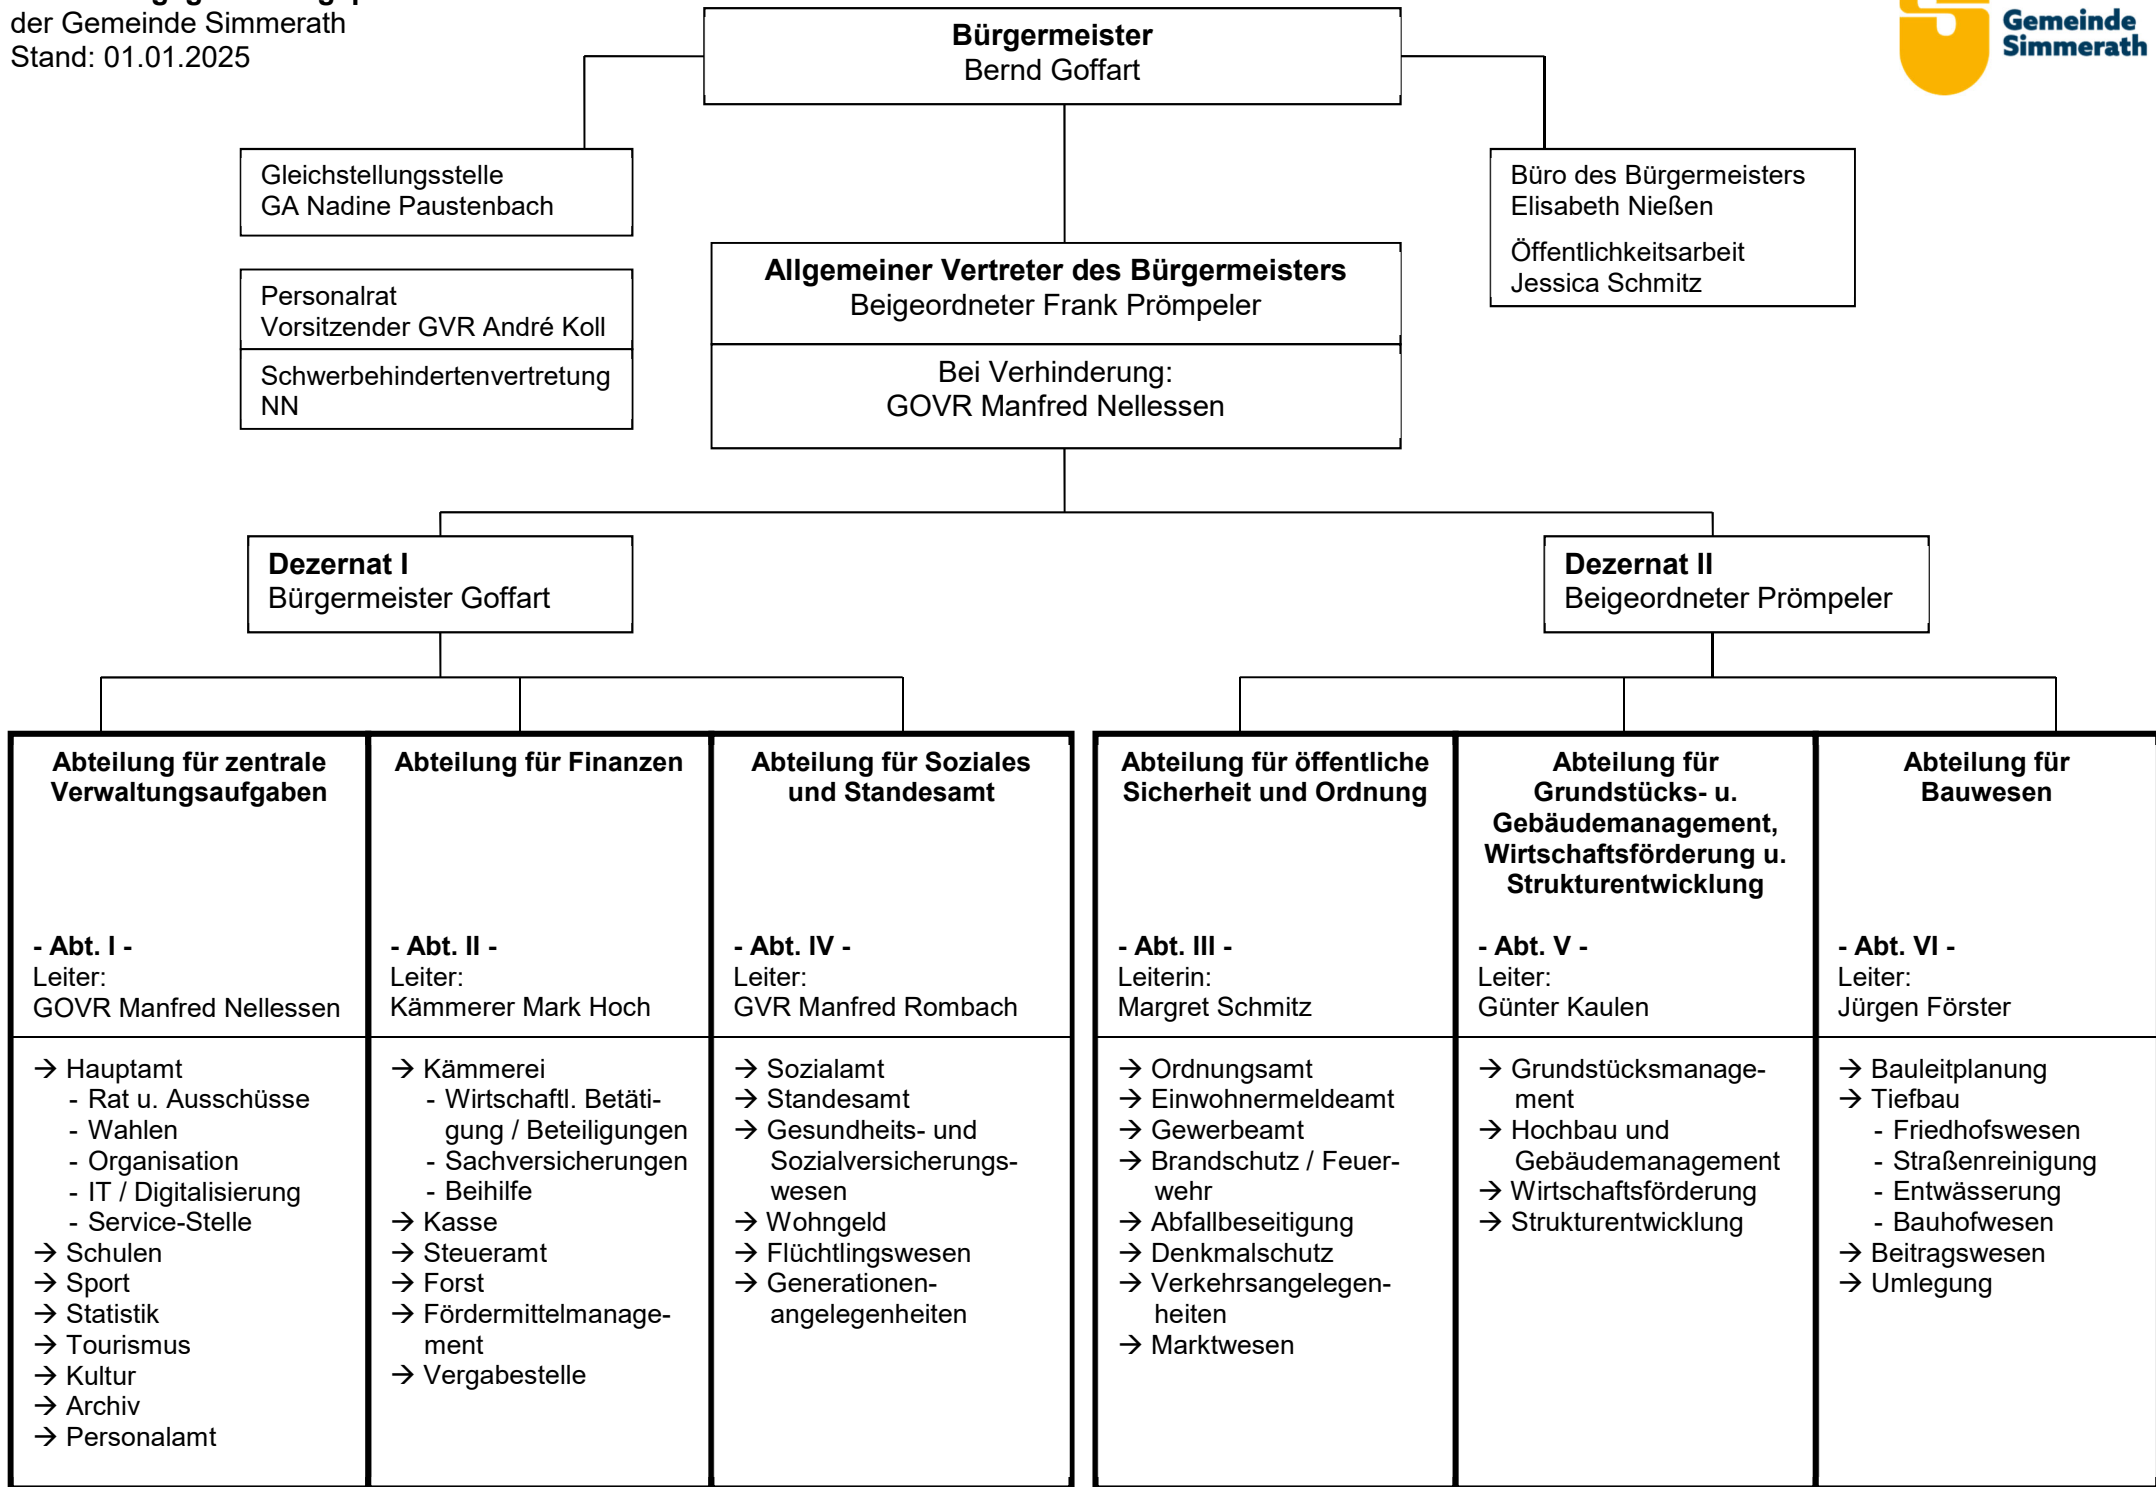 der Gemeinde Simmerath
Stand: 01.01.2025
Gemeinde
Simmerath
Bürgermeister
Bernd Goffart
Gleichstellungsstelle
GA Nadine Paustenbach
Büro des Bürgermeisters
Elisabeth Nießen
Öffentlichkeitsarbeit
Jessica Schmitz
Allgemeiner Vertreter des Bürgermeisters
Beigeordneter Frank Prömpeler
Personalrat
Vorsitzender GVR André Koll
Schwerbehindertenvertretung
NN
Bei Verhinderung:
GOVR Manfred Nellessen
Dezernat I
Bürgermeister Goffart
Dezernat II
Beigeordneter Prömpeler
Abteilung für zentrale
Verwaltungsaufgaben
- Abt. I -
Leiter:
GOVR Manfred Nellessen
→ Hauptamt
- Rat u. Ausschüsse
- Wahlen
- Organisation
- IT / Digitalisierung
- Service-Stelle
→ Schulen
→ Sport
→ Statistik
→ Tourismus
→ Kultur
→ Archiv
→ Personalamt
Abteilung für Finanzen
- Abt. II -
Leiter:
Kämmerer Mark Hoch
→ Kämmerei
- Wirtschaftl. Betäti-
gung / Beteiligungen
- Sachversicherungen
- Beihilfe
→ Kasse
→ Steueramt
→ Forst
→ Fördermittelmanage-
ment
→ Vergabestelle
Abteilung für Soziales
und Standesamt
- Abt. IV -
Leiter:
GVR Manfred Rombach
→ Sozialamt
→ Standesamt
→ Gesundheits- und
Sozialversicherungs-
wesen
→ Wohngeld
→ Flüchtlingswesen
→ Generationen-
angelegenheiten
Abteilung für öffentliche
Sicherheit und Ordnung
- Abt. III -
Leiterin:
Margret Schmitz
→ Ordnungsamt
→ Einwohnermeldeamt
→ Gewerbeamt
→ Brandschutz / Feuer-
wehr
→ Abfallbeseitigung
→ Denkmalschutz
→ Verkehrsangelegen-
heiten
→ Marktwesen
Abteilung für
Grundstücks- u.
Gebäudemanagement,
Wirtschaftsförderung u.
Strukturentwicklung
- Abt. V -
Leiter:
Günter Kaulen
→ Grundstücksmanage-
ment
→ Hochbau und
Gebäudemanagement
→ Wirtschaftsförderung
→ Strukturentwicklung
Abteilung für
Bauwesen
- Abt. VI -
Leiter:
Jürgen Förster
→ Bauleitplanung
→ Tiefbau
- Friedhofswesen
- Straßenreinigung
- Entwässerung
- Bauhofwesen
→ Beitragswesen
→ Umlegung